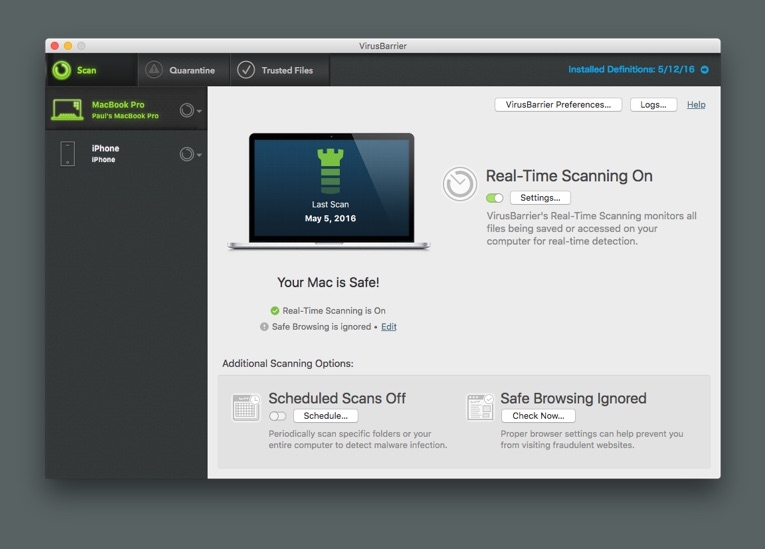 VirusBarrier
Scan
Quarantine
Trusted Files
Installed Definitions: 5/12/16
MacBook Pro
Paul's MacBook Pro
iPhone
iPhone
VirusBarrier Preferences...
Logs...
Help
Last Scan
May 5, 2016
Real-Time Scanning On
Settings...
VirusBarrier's Real-Time Scanning monitors all
files being saved or accessed on your
computer for real-time detection.
Your Mac is Safe!
Real-Time Scanning is On
Safe Browsing is ignored • Edit
Additional Scanning Options:
Scheduled Scans Off
Schedule...
Periodically scan specific folders or your
entire computer to detect malware infection.
Safe Browsing Ignored
Check Now...
Proper browser settings can help prevent you
from visiting fraudulent websites.